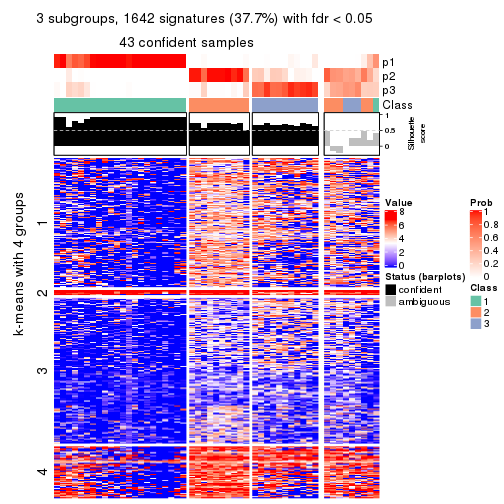 3 subgroups, 1642 signatures (37.7%) with fdr < 0.05
43 confident samples
p1
p2
p3
Class
1
0.5
0
Silhouette
score
k-means with 4 groups
1
2
3
4
Value
8
6
4
2
0
Status (barplots)
confident
ambiguous
Prob
1
0.8
0.6
0.4
0.2
0
Class
1
2
3